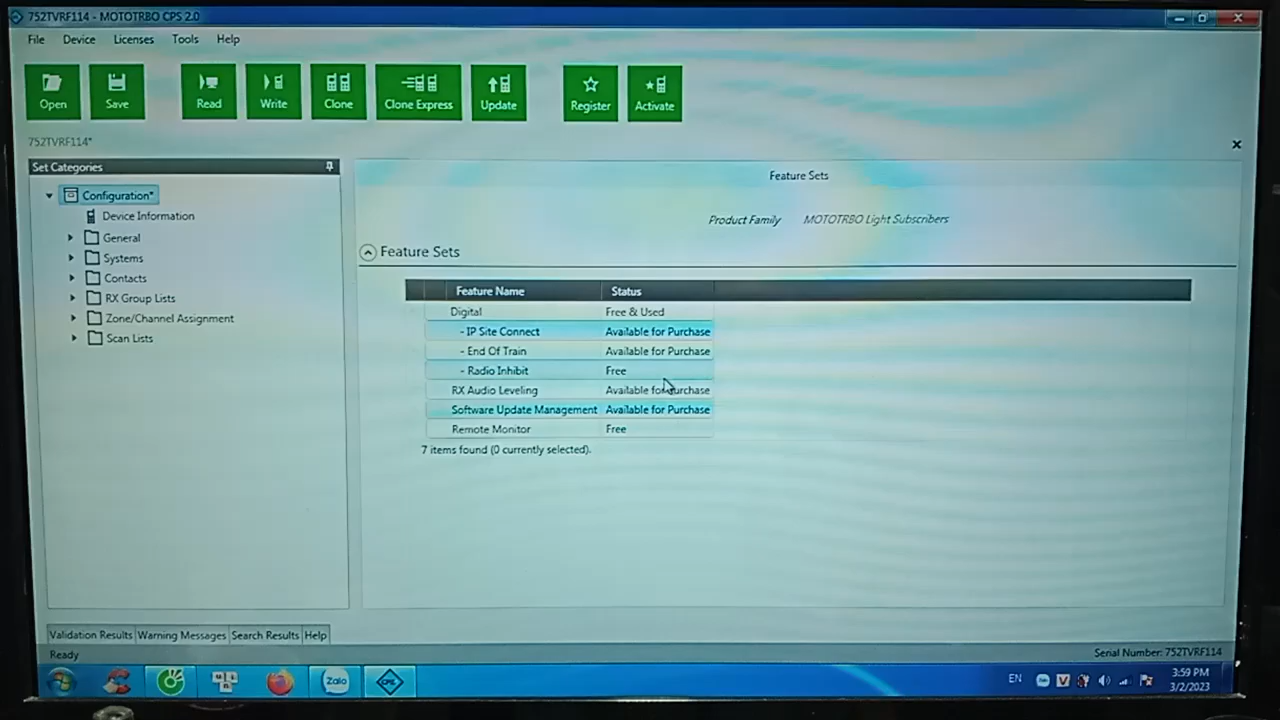 752TVRF114 - MOTOTRBO CPS 2.0
File Device Licenses Tools Help
Open Save Read Write Clone Clone Express Update Register Activate
752TVRF114*
Set Categories
Configuration*
Device Information
General
Systems
Contacts
RX Group Lists
Zone/Channel Assignment
Scan Lists
Feature Sets
Product Family MOTOTRBO Light Subscribers
Feature Sets
Feature Name Status
Digital Free & Used
- IP Site Connect Available for Purchase
- End Of Train Available for Purchase
- Radio Inhibit Free
RX Audio Leveling Available for Purchase
Software Update Management Available for Purchase
Remote Monitor Free
7 items found (0 currently selected).
Validation Results Warning Messages Search Results Help
Ready Serial Number: 752TVRF114
Zalo CPS EN 3:59 PM
3/2/2023